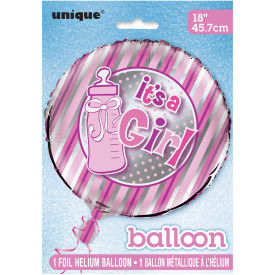 unique®
18"
45.7cm
it's a
Girl
balloon
1 FOIL HELIUM BALLOON • 1 BALLON MÉTALLIQUE À L'HÉLIUM